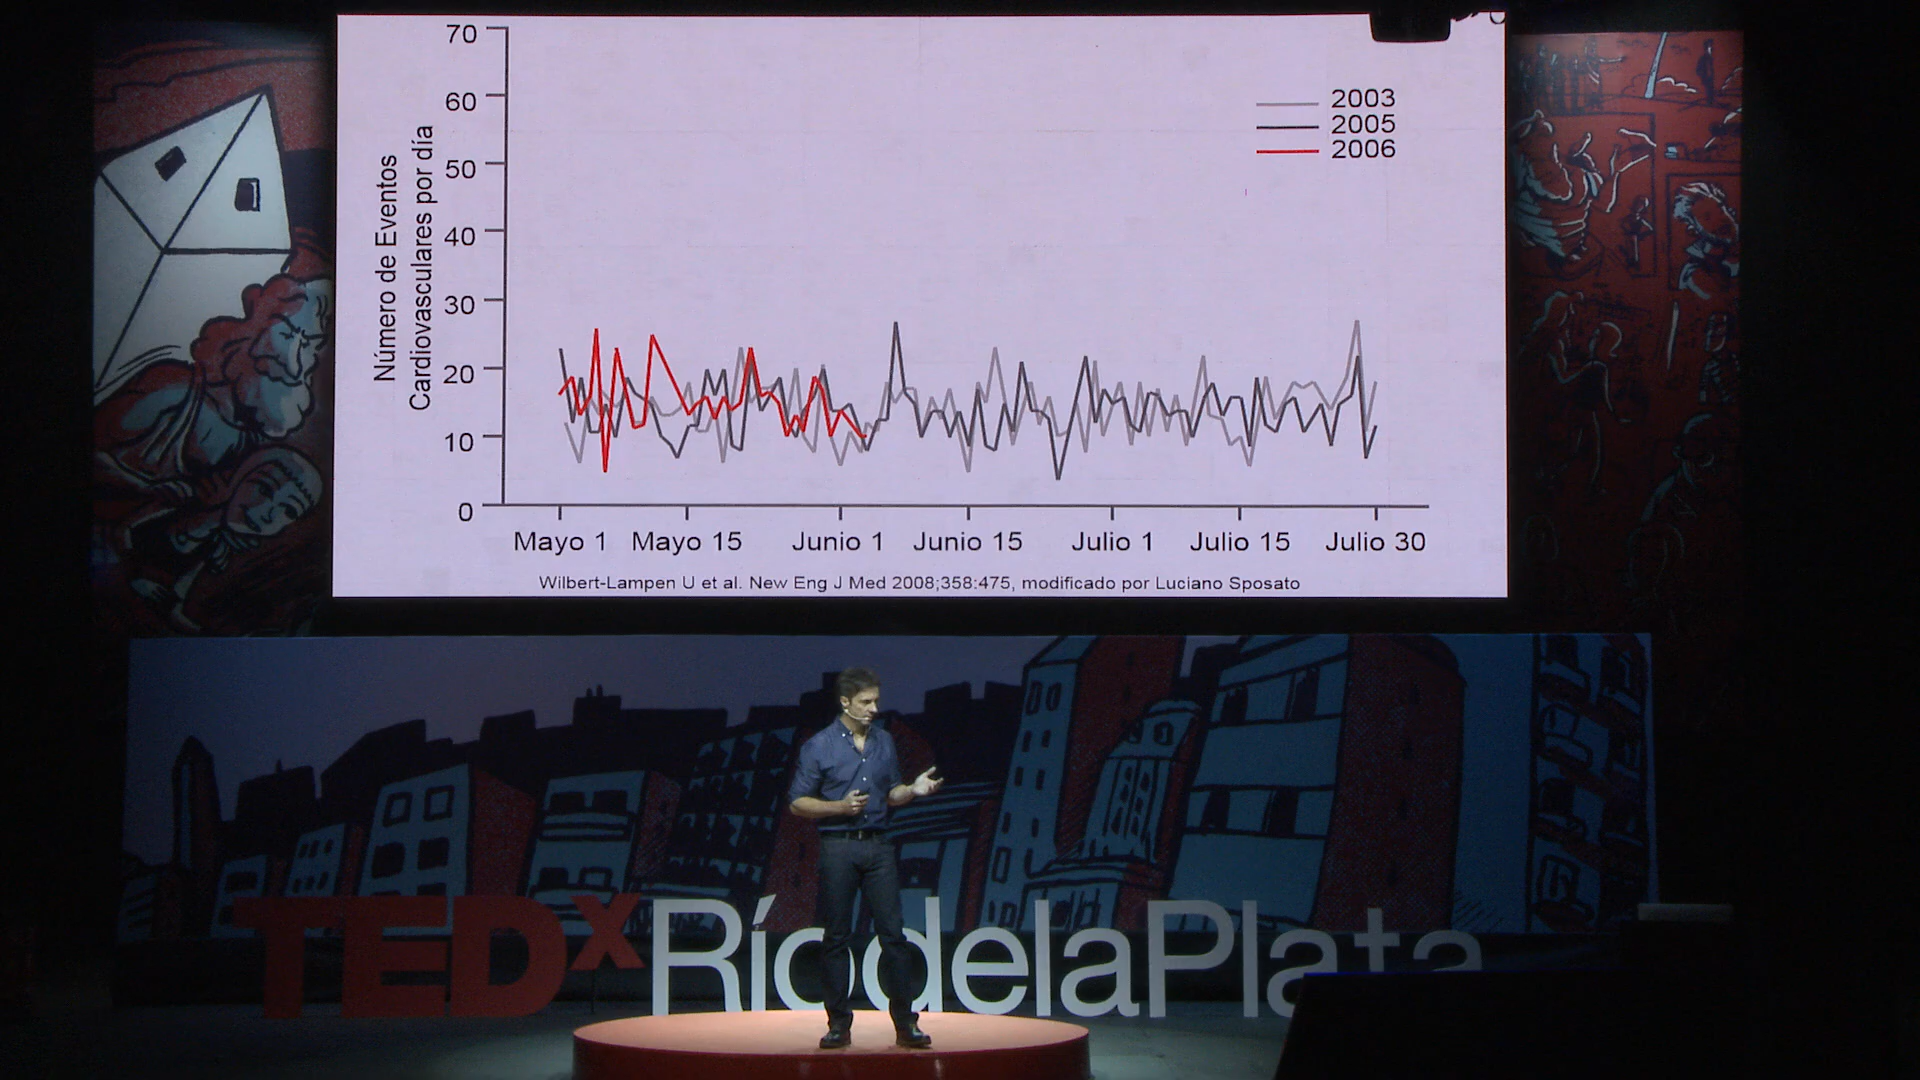 70
60
50
40
30
20
10
0
Número de Eventos
Cardiovasculares por día
2003
2005
2006
Mayo 1 Mayo 15 Junio 1 Junio 15 Julio 1 Julio 15 Julio 30
Wilbert-Lampen U et al. New Eng J Med 2008;358:475, modificado por Luciano Sposato
TEDxRíodelaPlata